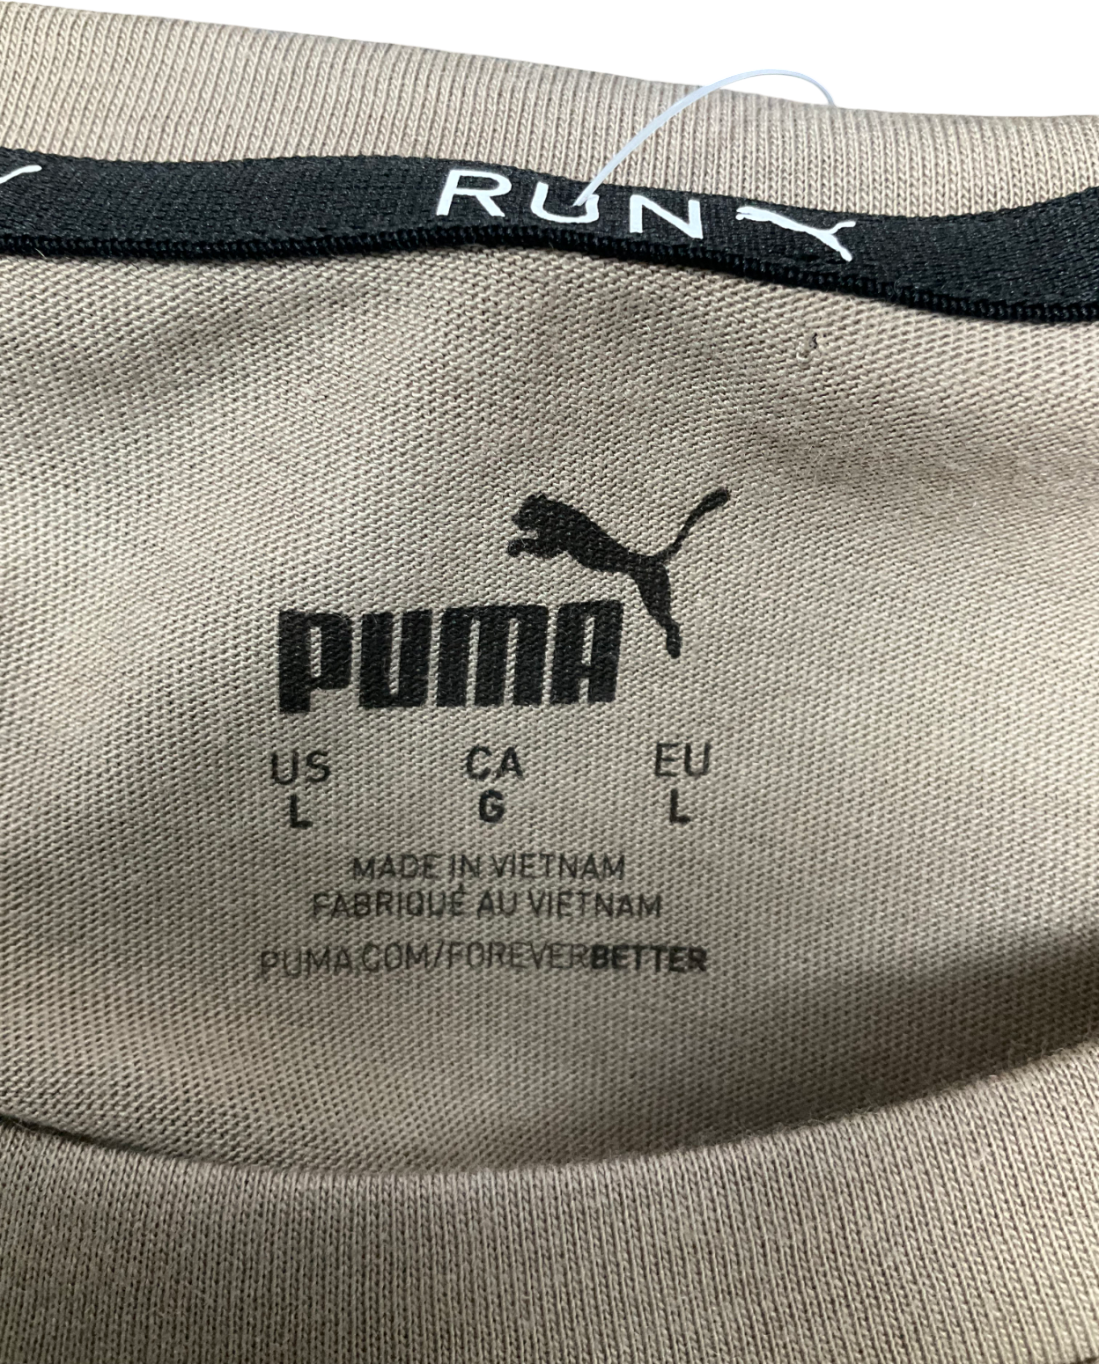 RUN
PUMA
US CA EU
L G L
MADE IN VIETNAM
FABRIQUÉ AU VIETNAM
PUMA.COM/FOREVERBETTER